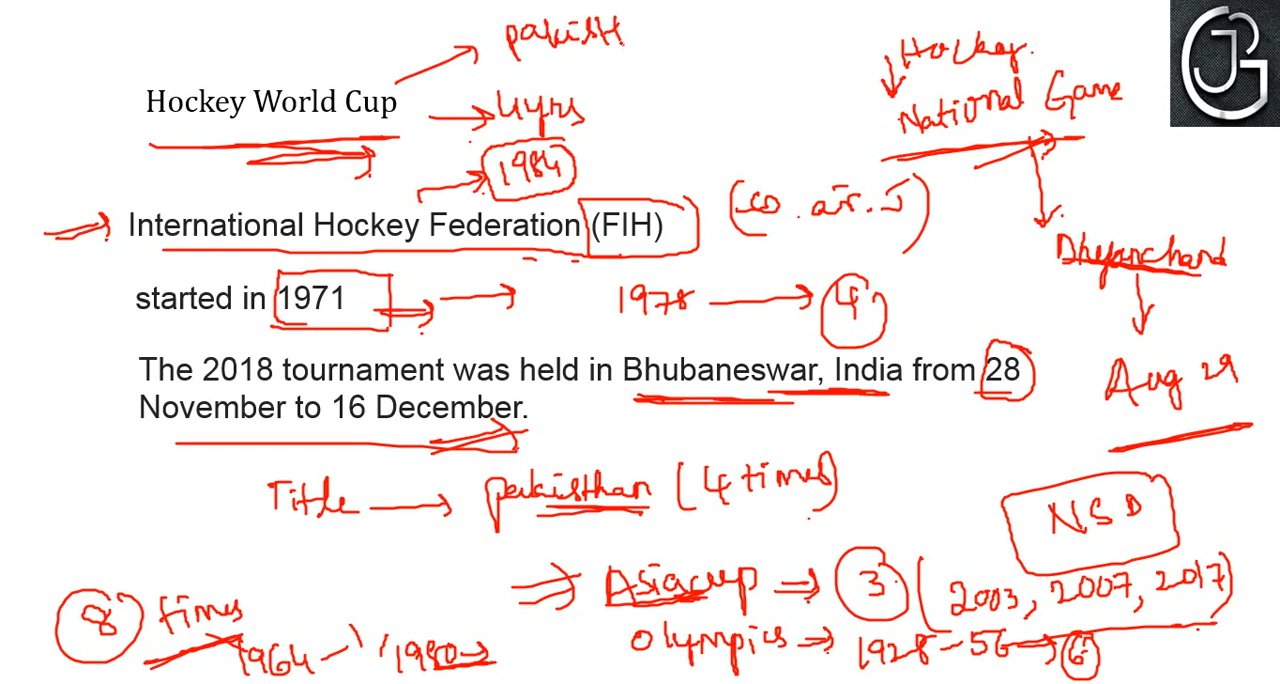 pakist
Hockey World Cup
4yrs
Hockey
National Game
1984
International Hockey Federation (FIH)
Dhyanchand
started in 1971
1978 4
The 2018 tournament was held in Bhubaneswar, India from 28
November to 16 December.
Aug 29
Title pakisthan (4 times)
NSD
Asiacup 3 (2003, 2007, 2017)
8 times
1964 1980
Olympics 1928-56 6
JG